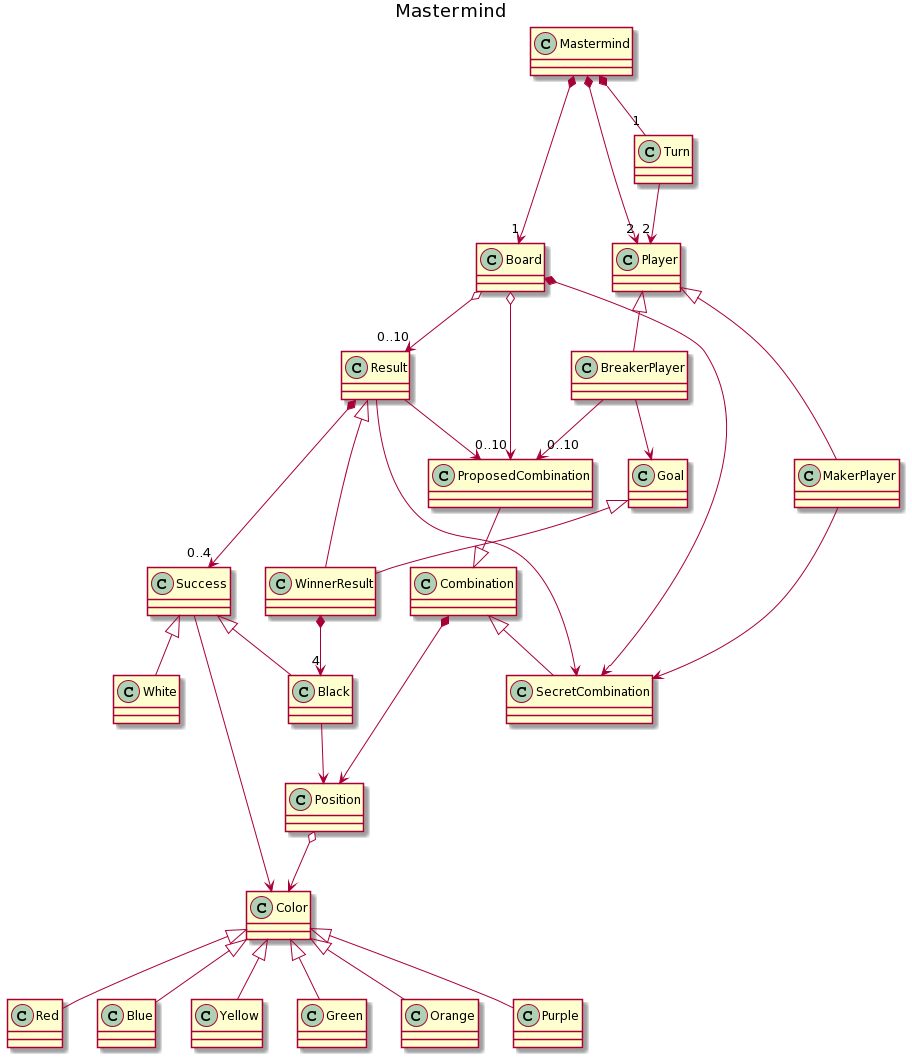 Mastermind
C Mastermind
1
C Turn
1
2 2
C Board
C Player
0..10
C Result
C BreakerPlayer
0..10
0..10
C ProposedCombination
C Goal
C MakerPlayer
0..4
C Success
C WinnerResult
C Combination
4
C White
C Black
C SecretCombination
C Position
C Color
C Red
C Blue
C Yellow
C Green
C Orange
C Purple